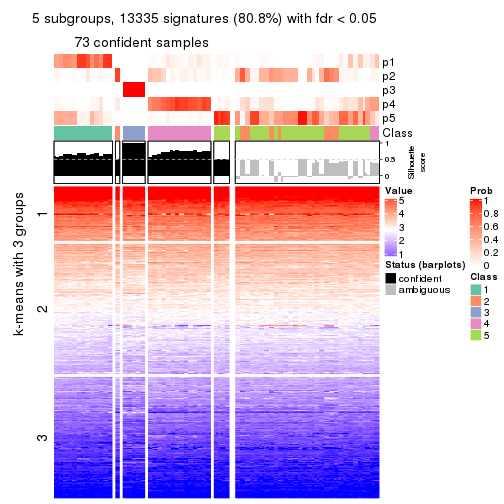 5 subgroups, 13335 signatures (80.8%) with fdr < 0.05
73 confident samples
p1
p2
p3
p4
p5
Class
1
0.5
0
Silhouette
score
k-means with 3 groups
1
2
3
Value
5
4
3
2
1
Status (barplots)
confident
ambiguous
Prob
1
0.8
0.6
0.4
0.2
0
Class
1
2
3
4
5